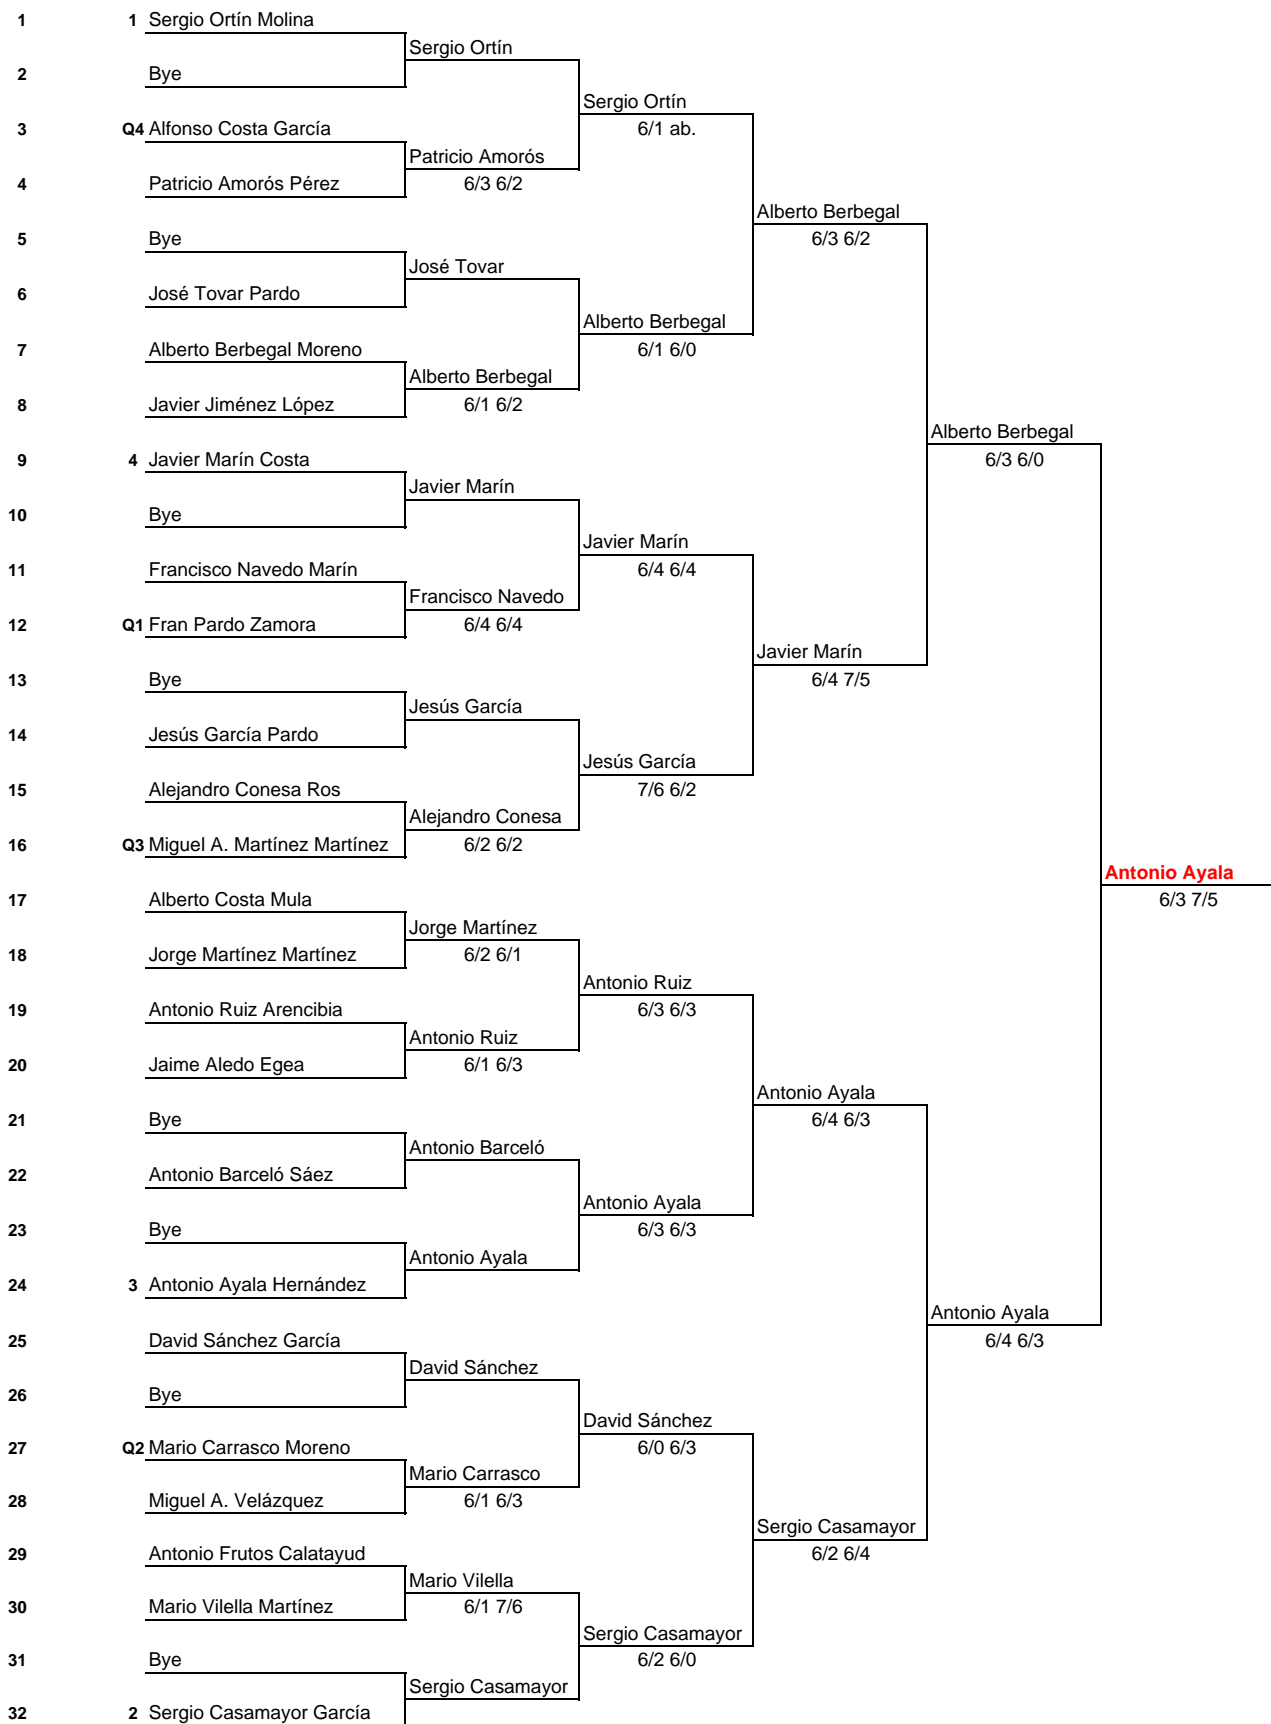 1 1 Sergio Ortín Molina
Sergio Ortín
2 Bye
Sergio Ortín
3 Q4 Alfonso Costa García 6/1 ab.
Patricio Amorós
4 Patricio Amorós Pérez 6/3 6/2
Alberto Berbegal
5 Bye 6/3 6/2
José Tovar
6 José Tovar Pardo
Alberto Berbegal
7 Alberto Berbegal Moreno 6/1 6/0
Alberto Berbegal
8 Javier Jiménez López 6/1 6/2
Alberto Berbegal
9 4 Javier Marín Costa 6/3 6/0
Javier Marín
10 Bye
Javier Marín
11 Francisco Navedo Marín 6/4 6/4
Francisco Navedo
12 Q1 Fran Pardo Zamora 6/4 6/4
Javier Marín
13 Bye 6/4 7/5
Jesús García
14 Jesús García Pardo
Jesús García
15 Alejandro Conesa Ros 7/6 6/2
Alejandro Conesa
16 Q3 Miguel A. Martínez Martínez 6/2 6/2
Antonio Ayala
17 Alberto Costa Mula 6/3 7/5
Jorge Martínez
18 Jorge Martínez Martínez 6/2 6/1
Antonio Ruiz
19 Antonio Ruiz Arencibia 6/3 6/3
Antonio Ruiz
20 Jaime Aledo Egea 6/1 6/3
Antonio Ayala
21 Bye 6/4 6/3
Antonio Barceló
22 Antonio Barceló Sáez
Antonio Ayala
23 Bye 6/3 6/3
Antonio Ayala
24 3 Antonio Ayala Hernández
Antonio Ayala
25 David Sánchez García 6/4 6/3
David Sánchez
26 Bye
David Sánchez
27 Q2 Mario Carrasco Moreno 6/0 6/3
Mario Carrasco
28 Miguel A. Velázquez 6/1 6/3
Sergio Casamayor
29 Antonio Frutos Calatayud 6/2 6/4
Mario Vilella
30 Mario Vilella Martínez 6/1 7/6
Sergio Casamayor
31 Bye 6/2 6/0
Sergio Casamayor
32 2 Sergio Casamayor García